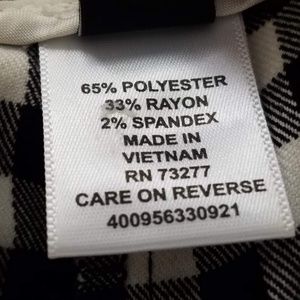 65% POLYESTER
33% RAYON
2% SPANDEX
MADE IN
VIETNAM
RN 73277
CARE ON REVERSE
400956330921